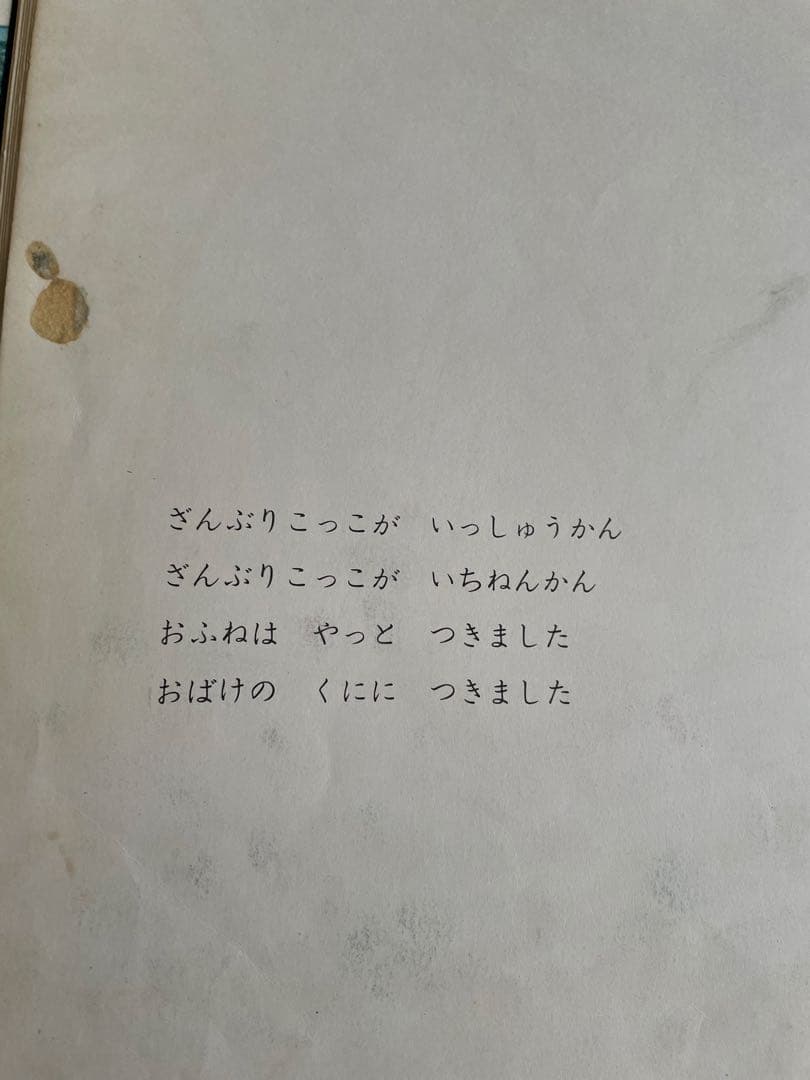 ざんぶりこっこが　いっしゅうかん
ざんぶりこっこが　いちねんかん
おふねは　やっと　つきました
おばけの　くにに　つきました